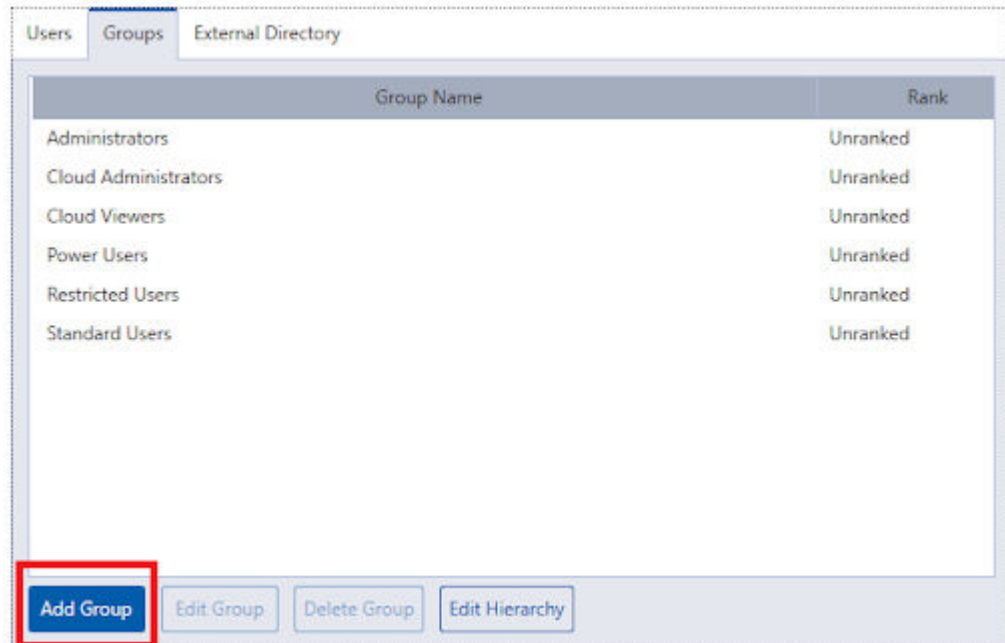 Users Groups External Directory
Group Name Rank
Administrators Unranked
Cloud Administrators Unranked
Cloud Viewers Unranked
Power Users Unranked
Restricted Users Unranked
Standard Users Unranked
Add Group Edit Group Delete Group Edit Hierarchy